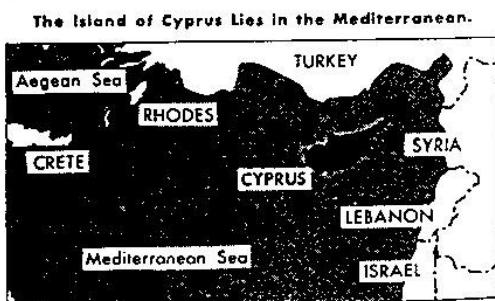 The Island of Cyprus Lies in the Mediterranean.
TURKEY
Aegean Sea
RHODES
CRETE
SYRIA
CYPRUS
LEBANON
Mediterranean Sea
ISRAEL